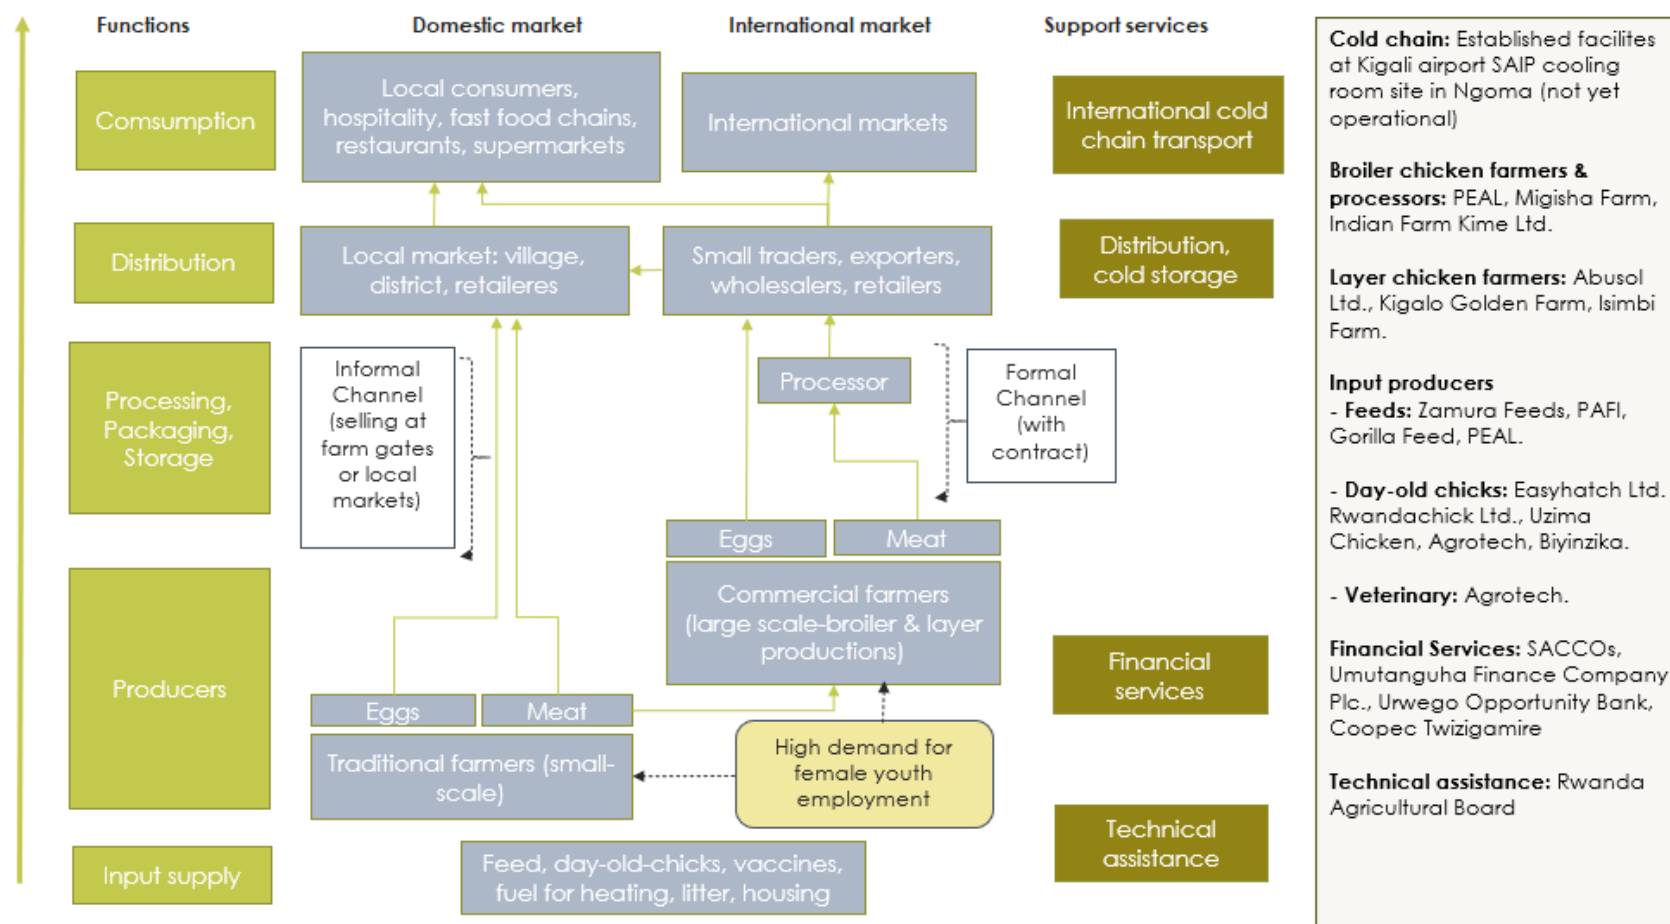 Functions
Domestic market
International market
Support services
Comsumption
Local consumers,
hospitality, fast food chains,
restaurants, supermarkets
International markets
International cold
chain transport
Distribution
Local market: village,
district, retaileres
Small traders, exporters,
wholesalers, retailers
Distribution,
cold storage
Processing,
Packaging,
Storage
Informal
Channel
(selling at
farm gates
or local
markets)
Processor
Formal
Channel
(with
contract)
Eggs
Meat
Commercial farmers
(large scale-broiler & layer
productions)
Producers
Eggs
Meat
Traditional farmers (small-
scale)
High demand for
female youth
employment
Financial
services
Technical
assistance
Input supply
Feed, day-old-chicks, vaccines,
fuel for heating, litter, housing
Cold chain: Established facilites
at Kigali airport SAIP cooling
room site in Ngoma (not yet
operational)
Broiler chicken farmers &
processors: PEAL, Migisha Farm,
Indian Farm Kime Ltd.
Layer chicken farmers: Abusol
Ltd., Kigalo Golden Farm, Isimbi
Farm.
Input producers
- Feeds: Zamura Feeds, PAFI,
Gorilla Feed, PEAL.
- Day-old chicks: Easyhatch Ltd.
Rwandachick Ltd., Uzima
Chicken, Agrotech, Biyinzika.
- Veterinary: Agrotech.
Financial Services: SACCOs,
Umutanguha Finance Company
Plc., Urwego Opportunity Bank,
Coopec Twizigamire
Technical assistance: Rwanda
Agricultural Board